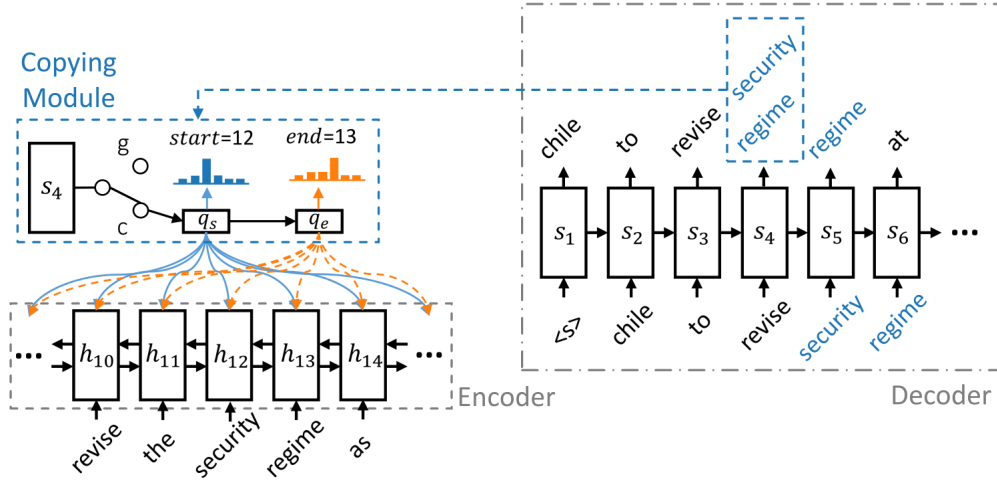 Copying
Module
start=12
end=13
g
s₄
c
qₛ
qₑ
...
h₁₀
h₁₁
h₁₂
h₁₃
h₁₄
...
Encoder
revise
the
security
regime
as
security
chile
to
revise
regime
regime
at
s₁
s₂
s₃
s₄
s₅
s₆
...
<s>
chile
to
revise
security
regime
Decoder